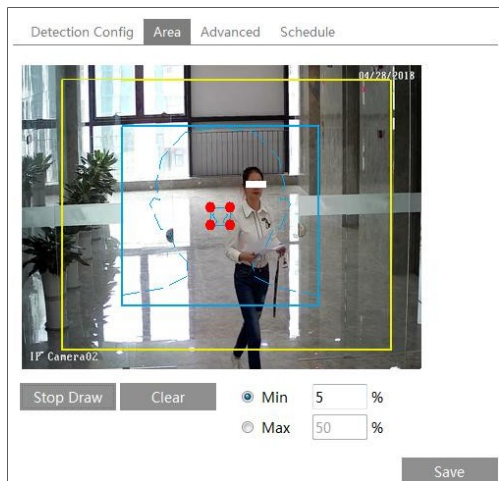 Detection Config Area Advanced Schedule
04/28/2018
IP Camera02
Stop Draw Clear Min 5 %
Max 50 %
Save